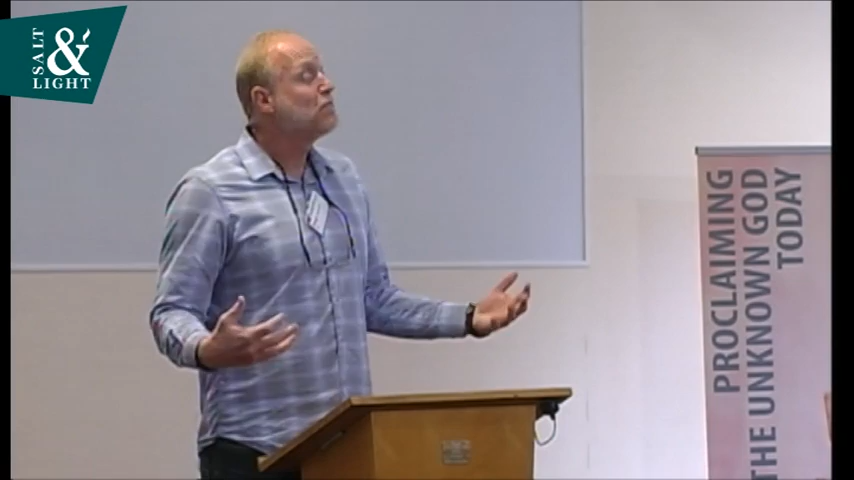 SALT
&
LIGHT
PROCLAIMING
THE UNKNOWN GOD
TODAY